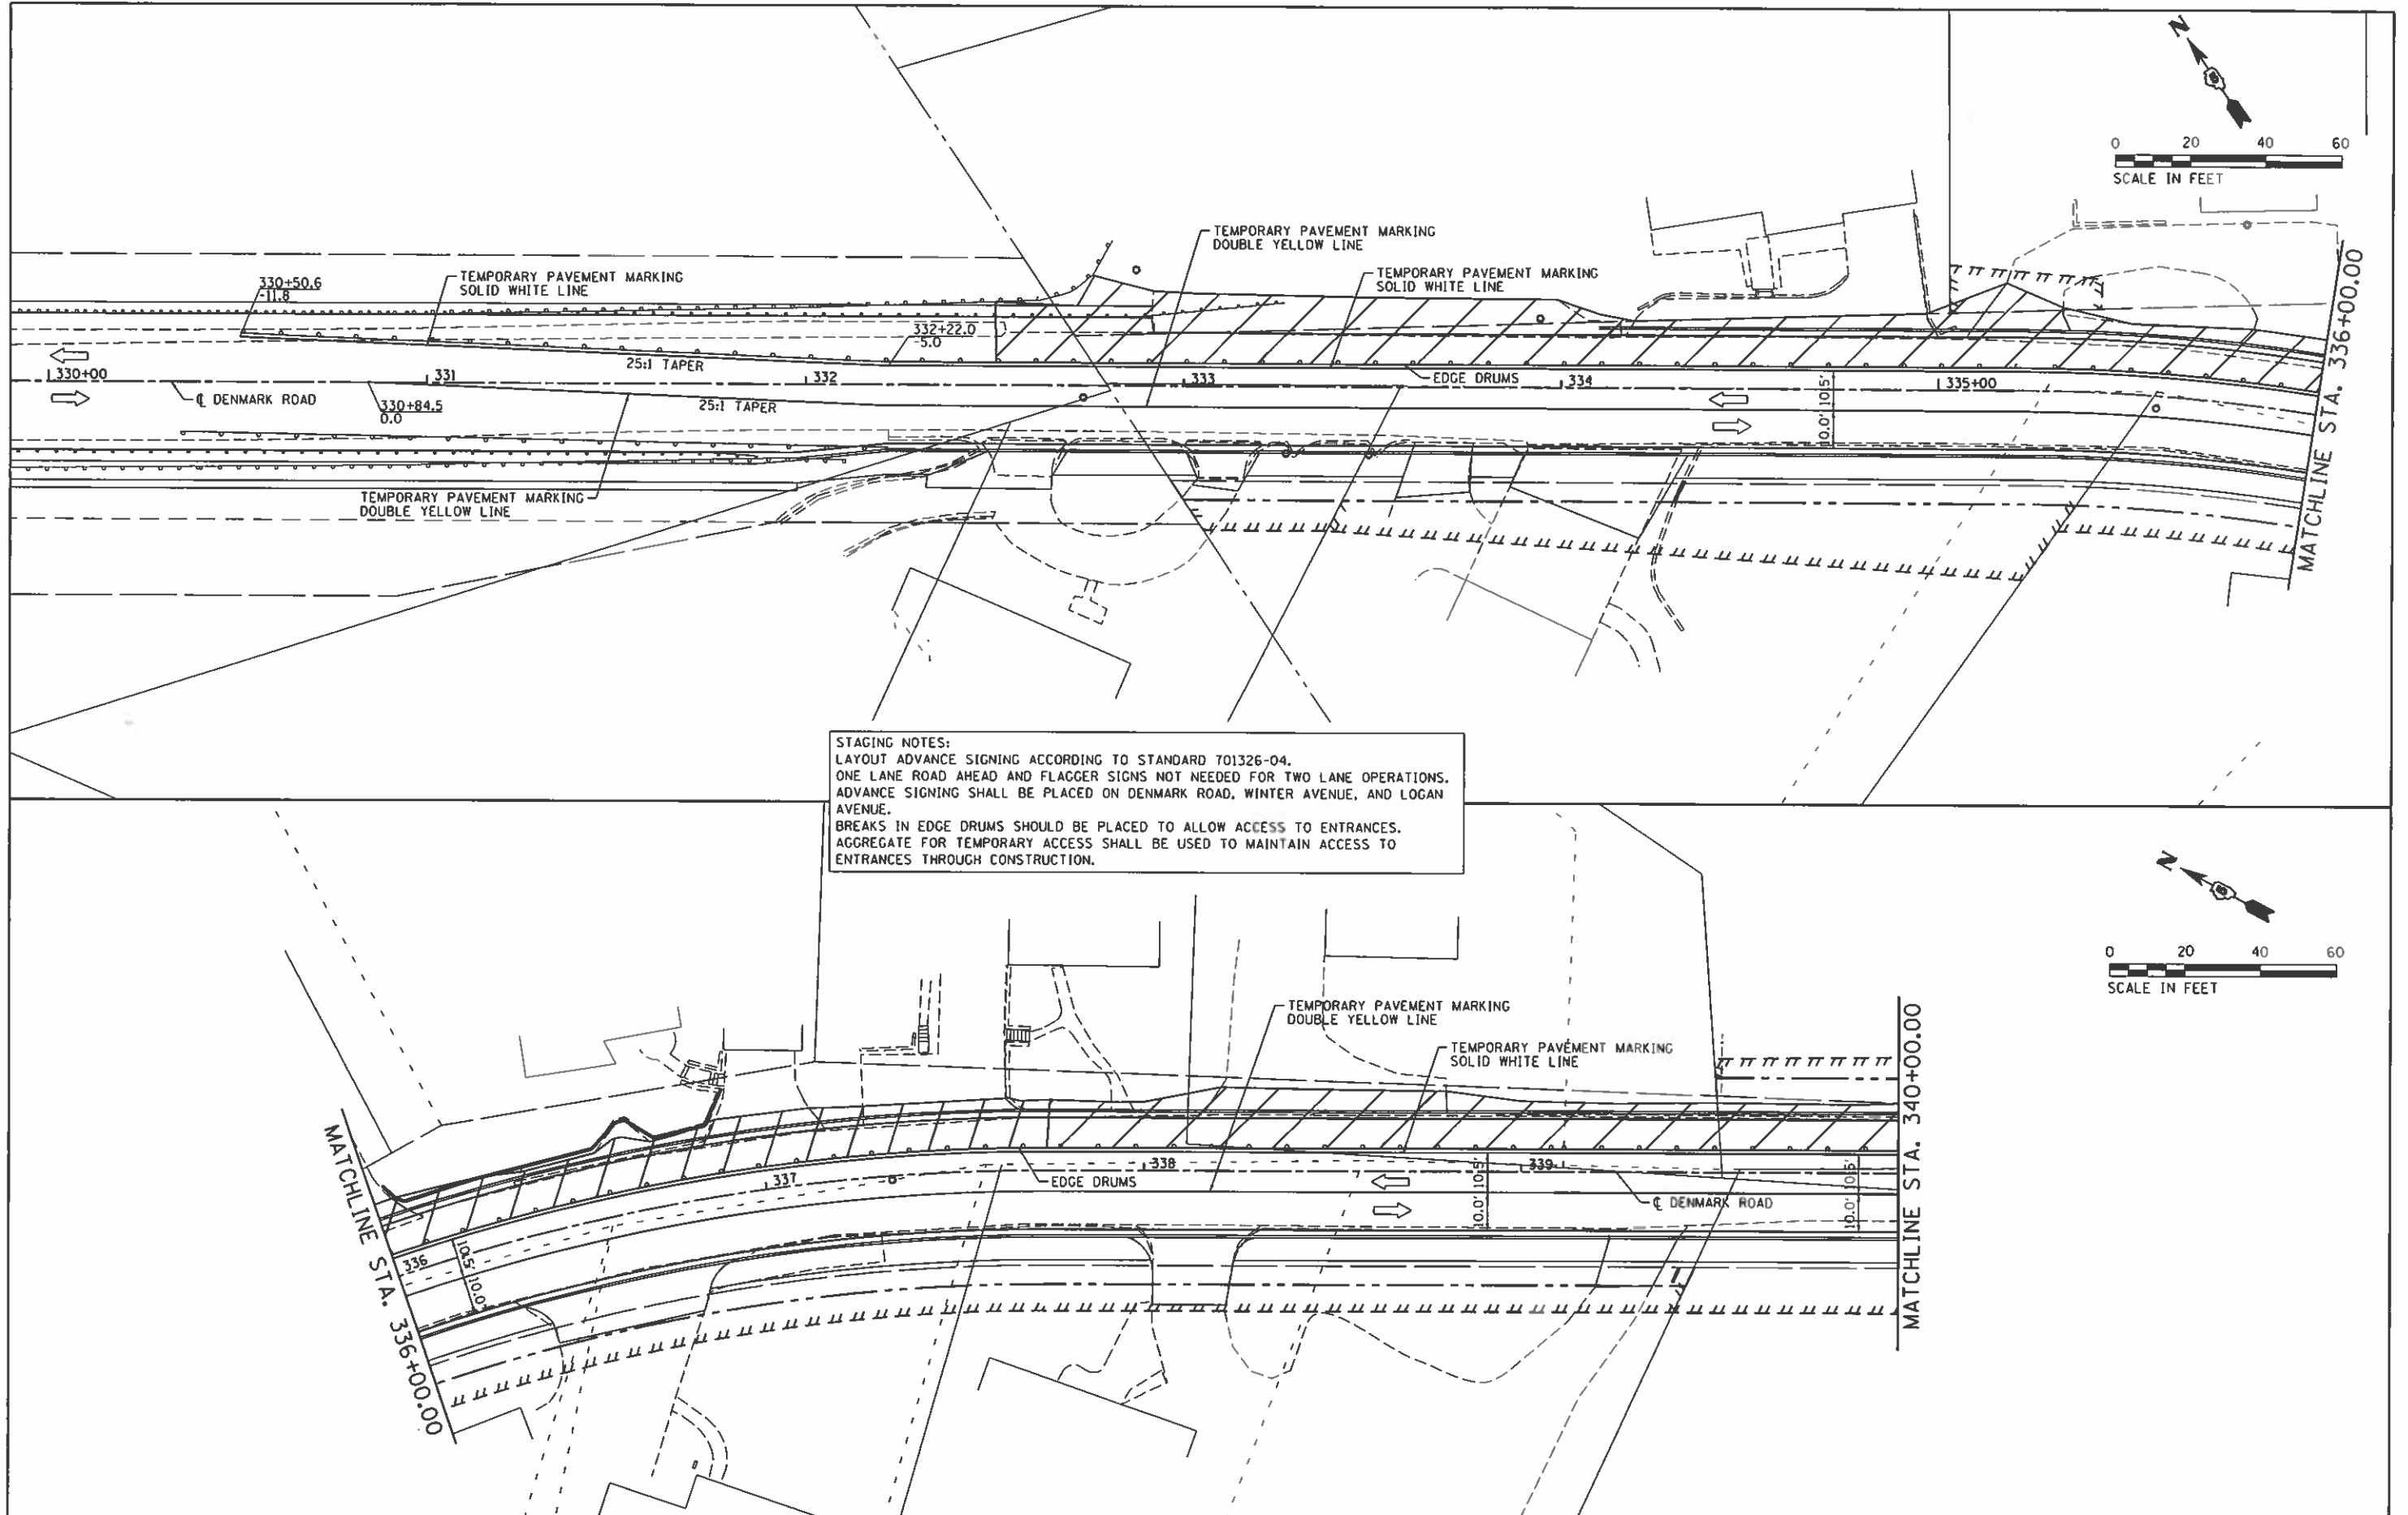 N
0 20 40 60
SCALE IN FEET
TEMPORARY PAVEMENT MARKING
DOUBLE YELLOW LINE
330+50.6
-11.8
TEMPORARY PAVEMENT MARKING
SOLID WHITE LINE
TEMPORARY PAVEMENT MARKING
SOLID WHITE LINE
332+22.0
-5.0
MATCHLINE STA. 336+00.00
25:1 TAPER
330+00
331
332
333
EDGE DRUMS
334
335+00
℄ DENMARK ROAD
330+84.5
0.0
25:1 TAPER
10.0' 10.5'
TEMPORARY PAVEMENT MARKING
DOUBLE YELLOW LINE
STAGING NOTES:
LAYOUT ADVANCE SIGNING ACCORDING TO STANDARD 701326-04.
ONE LANE ROAD AHEAD AND FLAGGER SIGNS NOT NEEDED FOR TWO LANE OPERATIONS.
ADVANCE SIGNING SHALL BE PLACED ON DENMARK ROAD, WINTER AVENUE, AND LOGAN
AVENUE.
BREAKS IN EDGE DRUMS SHOULD BE PLACED TO ALLOW ACCESS TO ENTRANCES.
AGGREGATE FOR TEMPORARY ACCESS SHALL BE USED TO MAINTAIN ACCESS TO
ENTRANCES THROUGH CONSTRUCTION.
N
0 20 40 60
SCALE IN FEET
TEMPORARY PAVEMENT MARKING
DOUBLE YELLOW LINE
TEMPORARY PAVEMENT MARKING
SOLID WHITE LINE
MATCHLINE STA. 340+00.00
MATCHLINE STA. 336+00.00
336
10.5' 10.0'
337
338
339
EDGE DRUMS
10.0' 10.5'
℄ DENMARK ROAD
10.0' 10.5'